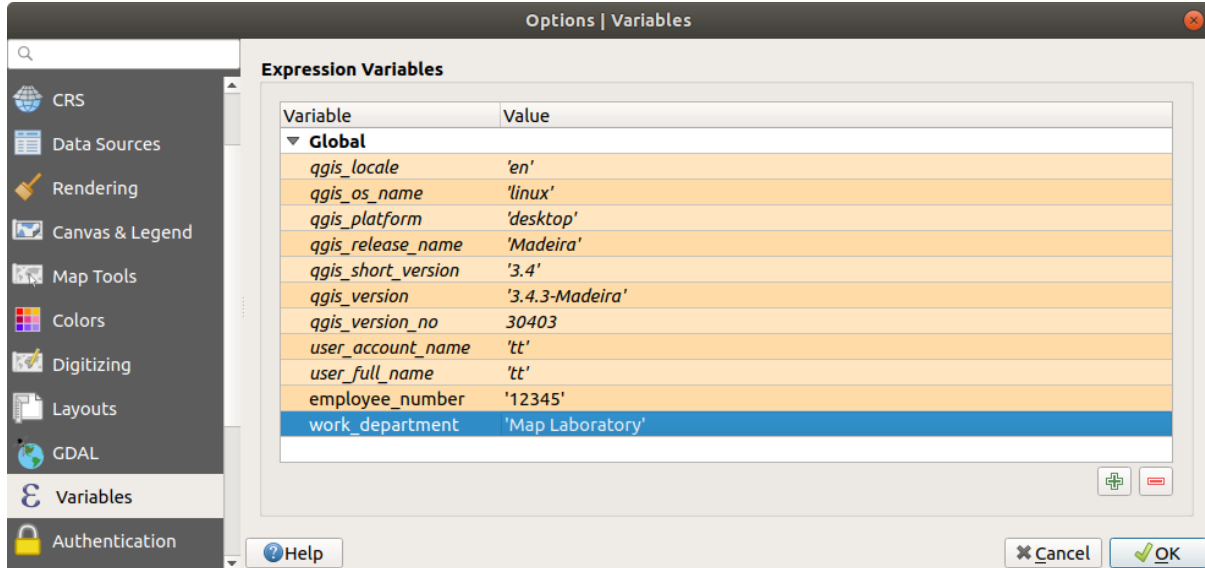 Options | Variables
CRS
Data Sources
Rendering
Canvas & Legend
Map Tools
Colors
Digitizing
Layouts
GDAL
Variables
Authentication
Expression Variables
Variable Value
Global
qgis_locale 'en'
qgis_os_name 'linux'
qgis_platform 'desktop'
qgis_release_name 'Madeira'
qgis_short_version '3.4'
qgis_version '3.4.3-Madeira'
qgis_version_no 30403
user_account_name 'tt'
user_full_name 'tt'
employee_number '12345'
work_department 'Map Laboratory'
Help Cancel OK